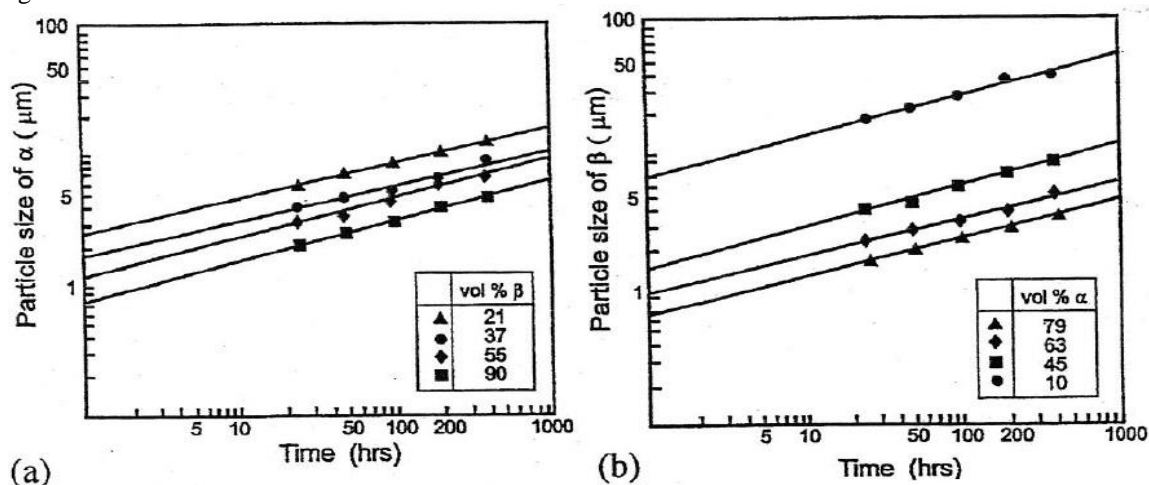 100
50
5
1
Particle size of α ( μm)
vol % β
21
37
55
90
5 10 50 100 200 1000
Time (hrs)
(a)
100
50
5
1
Particle size of β ( μm)
vol % α
79
63
45
10
5 10 50 100 200 1000
Time (hrs)
(b)